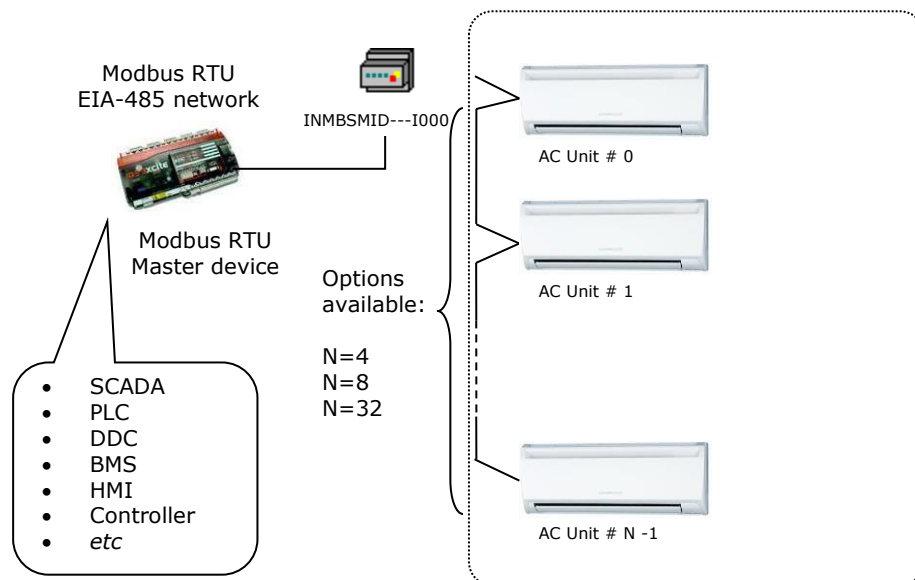 Modbus RTU
EIA-485 network
INMBSMID---I000
xcite
Modbus RTU
Master device
Options
available:
N=4
N=8
N=32
• SCADA
• PLC
• DDC
• BMS
• HMI
• Controller
• etc
AC Unit # 0
AC Unit # 1
AC Unit # N -1